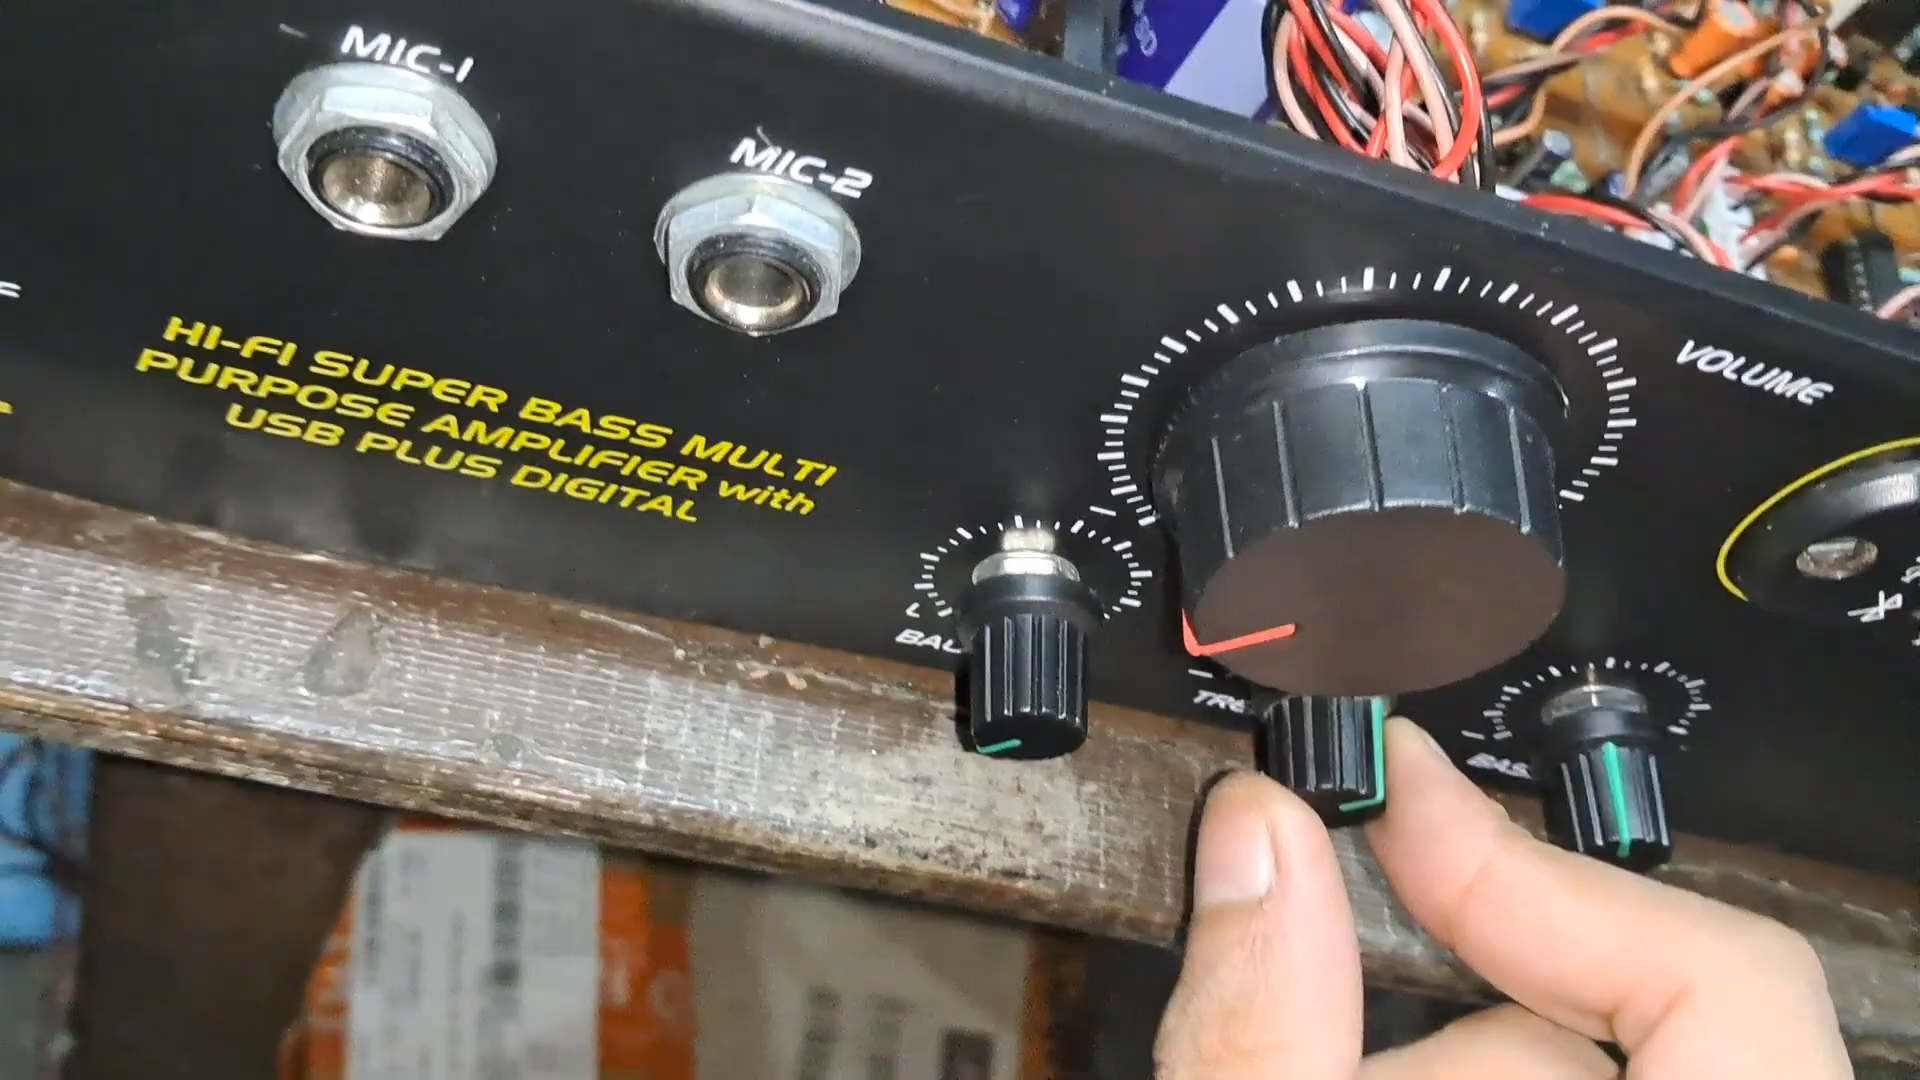 MIC-1
MIC-2
VOLUME
HI-FI SUPER BASS MULTI
PURPOSE AMPLIFIER with
USB PLUS DIGITAL